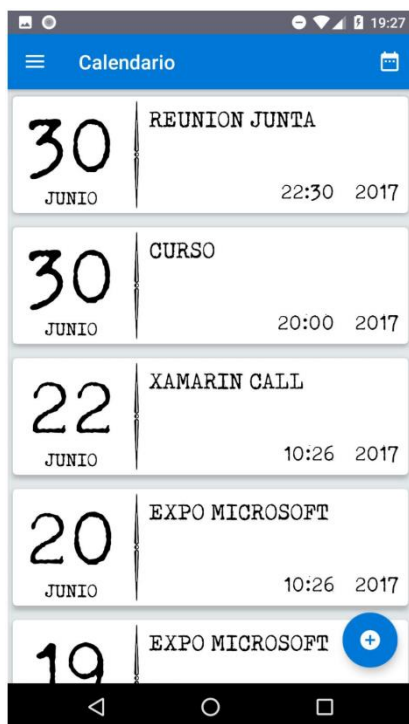 19:27
Calendario
30 REUNION JUNTA
JUNIO 22:30 2017
30 CURSO
JUNIO 20:00 2017
22 XAMARIN CALL
JUNIO 10:26 2017
20 EXPO MICROSOFT
JUNIO 10:26 2017
19 EXPO MICROSOFT